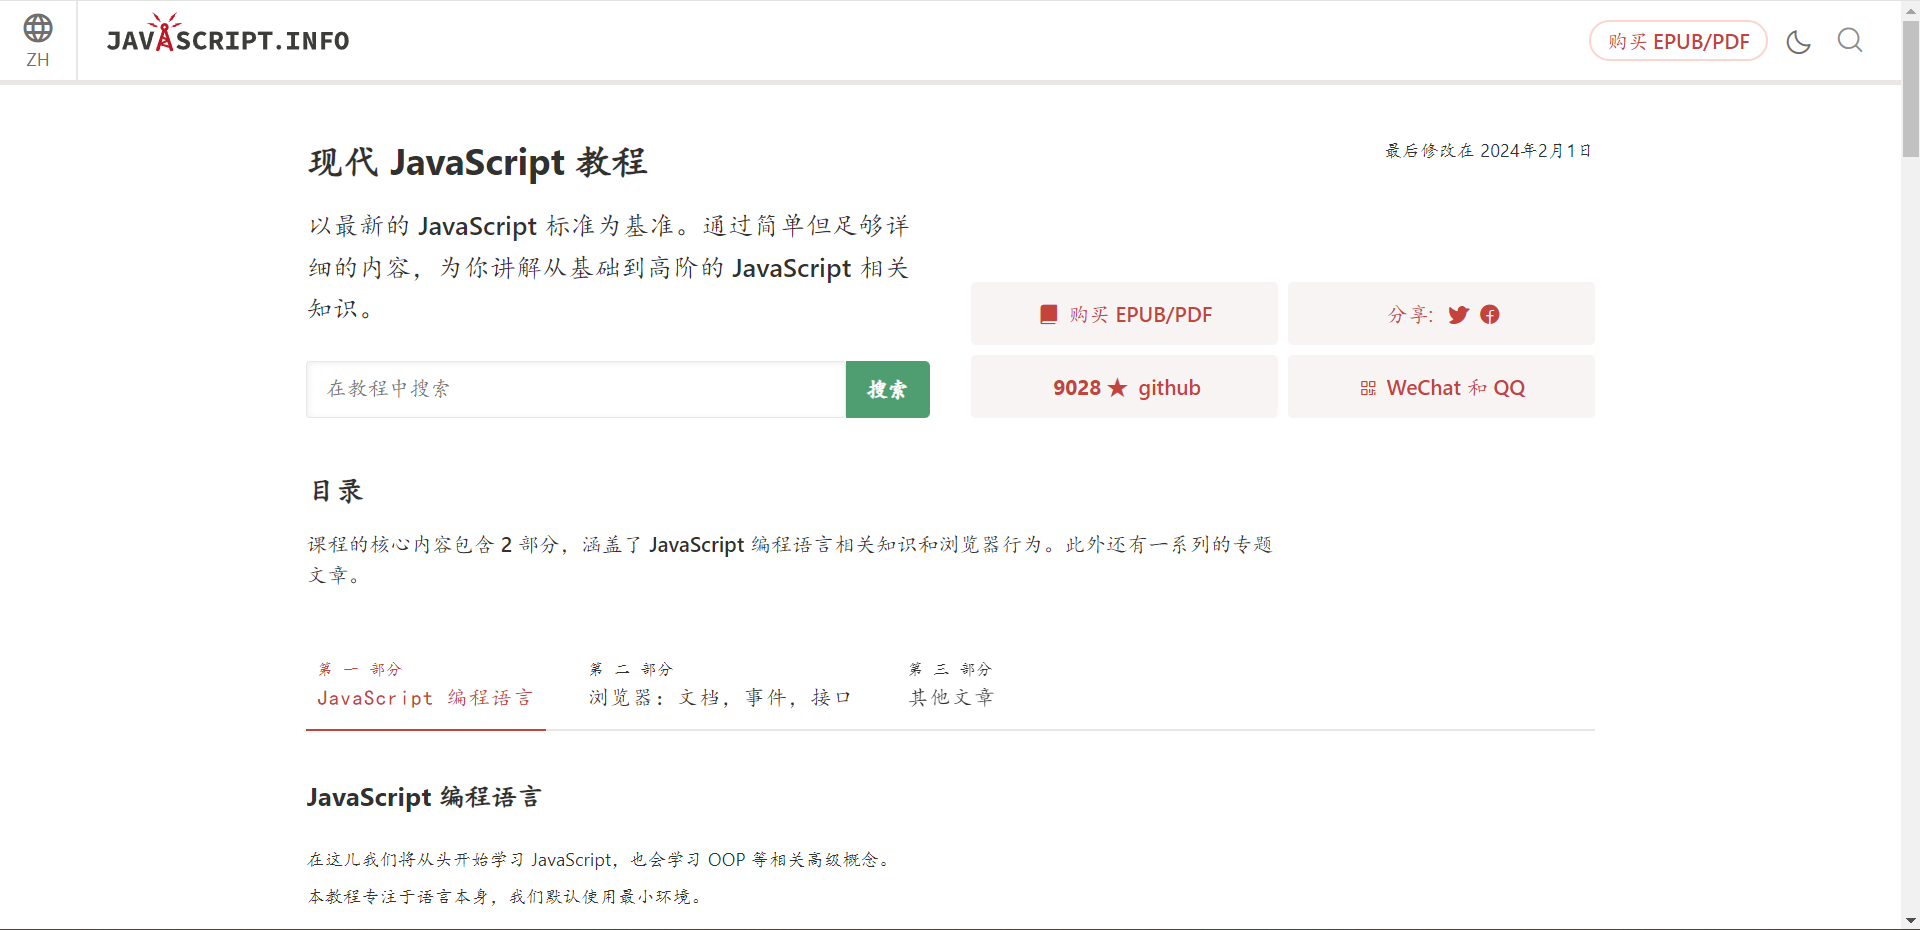 ZH
JAVASCRIPT.INFO
购买 EPUB/PDF
现代 JavaScript 教程
最后修改在 2024年2月1日
以最新的 JavaScript 标准为基准。通过简单但足够详
细的内容，为你讲解从基础到高阶的 JavaScript 相关
知识。
购买 EPUB/PDF
分享:
在教程中搜索
搜索
9028 ★ github
WeChat 和 QQ
目录
课程的核心内容包含 2 部分，涵盖了 JavaScript 编程语言相关知识和浏览器行为。此外还有一系列的专题
文章。
第 一 部分
JavaScript 编程语言
第 二 部分
浏览器：文档，事件，接口
第 三 部分
其他文章
JavaScript 编程语言
在这儿我们将从头开始学习 JavaScript，也会学习 OOP 等相关高级概念。
本教程专注于语言本身，我们默认使用最小环境。